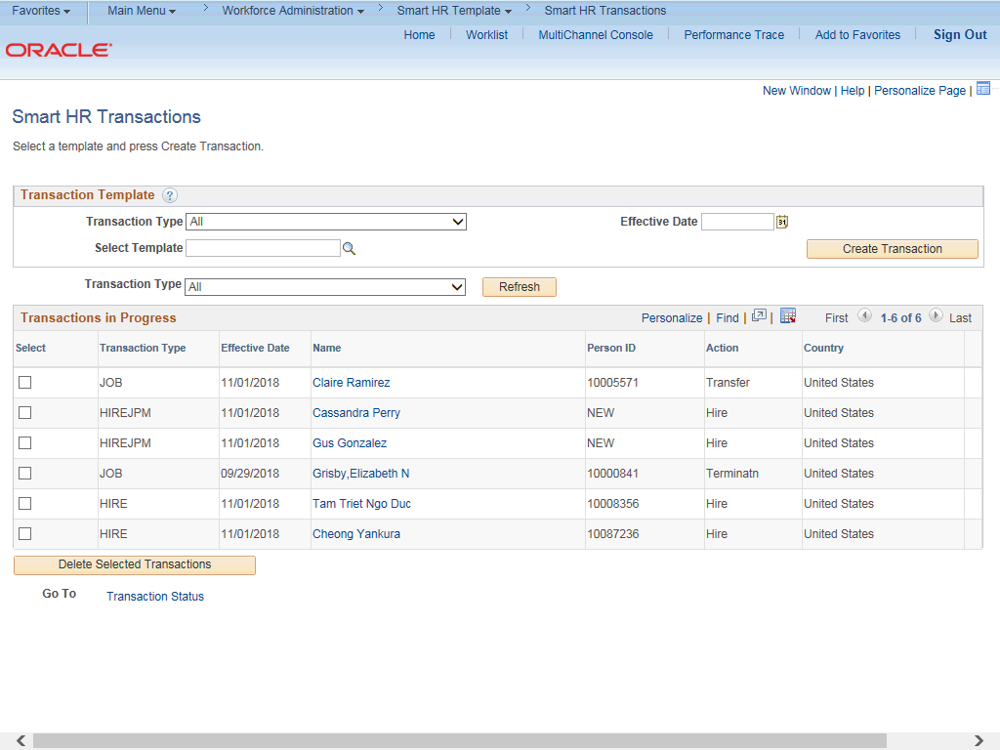 Favorites Main Menu > Workforce Administration > Smart HR Template > Smart HR Transactions
Home Worklist MultiChannel Console Performance Trace Add to Favorites Sign Out
ORACLE
New Window | Help | Personalize Page |
Smart HR Transactions
Select a template and press Create Transaction.
Transaction Template ?
Transaction Type All Effective Date 31
Select Template Create Transaction
Transaction Type All Refresh
Transactions in Progress Personalize | Find | | First 1-6 of 6 Last
Select Transaction Type Effective Date Name Person ID Action Country
JOB 11/01/2018 Claire Ramirez 10005571 Transfer United States
HIREJPM 11/01/2018 Cassandra Perry NEW Hire United States
HIREJPM 11/01/2018 Gus Gonzalez NEW Hire United States
JOB 09/29/2018 Grisby,Elizabeth N 10000841 Terminatn United States
HIRE 11/01/2018 Tam Triet Ngo Duc 10008356 Hire United States
HIRE 11/01/2018 Cheong Yankura 10087236 Hire United States
Delete Selected Transactions
Go To Transaction Status